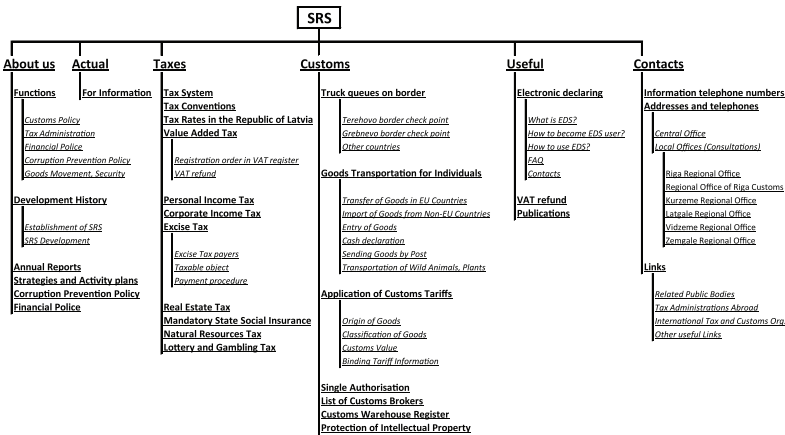 SRS
About us
Functions
Customs Policy
Tax Administration
Financial Police
Corruption Prevention Policy
Goods Movement, Security
Development History
Establishment of SRS
SRS Development
Annual Reports
Strategies and Activity plans
Corruption Prevention Policy
Financial Police
Actual
For Information
Taxes
Tax System
Tax Conventions
Tax Rates in the Republic of Latvia
Value Added Tax
Registration order in VAT register
VAT refund
Personal Income Tax
Corporate Income Tax
Excise Tax
Excise Tax payers
Taxable object
Payment procedure
Real Estate Tax
Mandatory State Social Insurance
Natural Resources Tax
Lottery and Gambling Tax
Customs
Truck queues on border
Terehovo border check point
Grebnevo border check point
Other countries
Goods Transportation for Individuals
Transfer of Goods in EU Countries
Import of Goods from Non-EU Countries
Entry of Goods
Cash declaration
Sending Goods by Post
Transportation of Wild Animals, Plants
Application of Customs Tariffs
Origin of Goods
Classification of Goods
Customs Value
Binding Tariff Information
Single Authorisation
List of Customs Brokers
Customs Warehouse Register
Protection of Intellectual Property
Useful
Electronic declaring
What is EDS?
How to become EDS user?
How to use EDS?
FAQ
Contacts
VAT refund
Publications
Contacts
Information telephone numbers
Addresses and telephones
Central Office
Local Offices (Consultations)
Riga Regional Office
Regional Office of Riga Customs
Kurzeme Regional Office
Latgale Regional Office
Vidzeme Regional Office
Zemgale Regional Office
Links
Related Public Bodies
Tax Administrations Abroad
International Tax and Customs Org.
Other useful Links